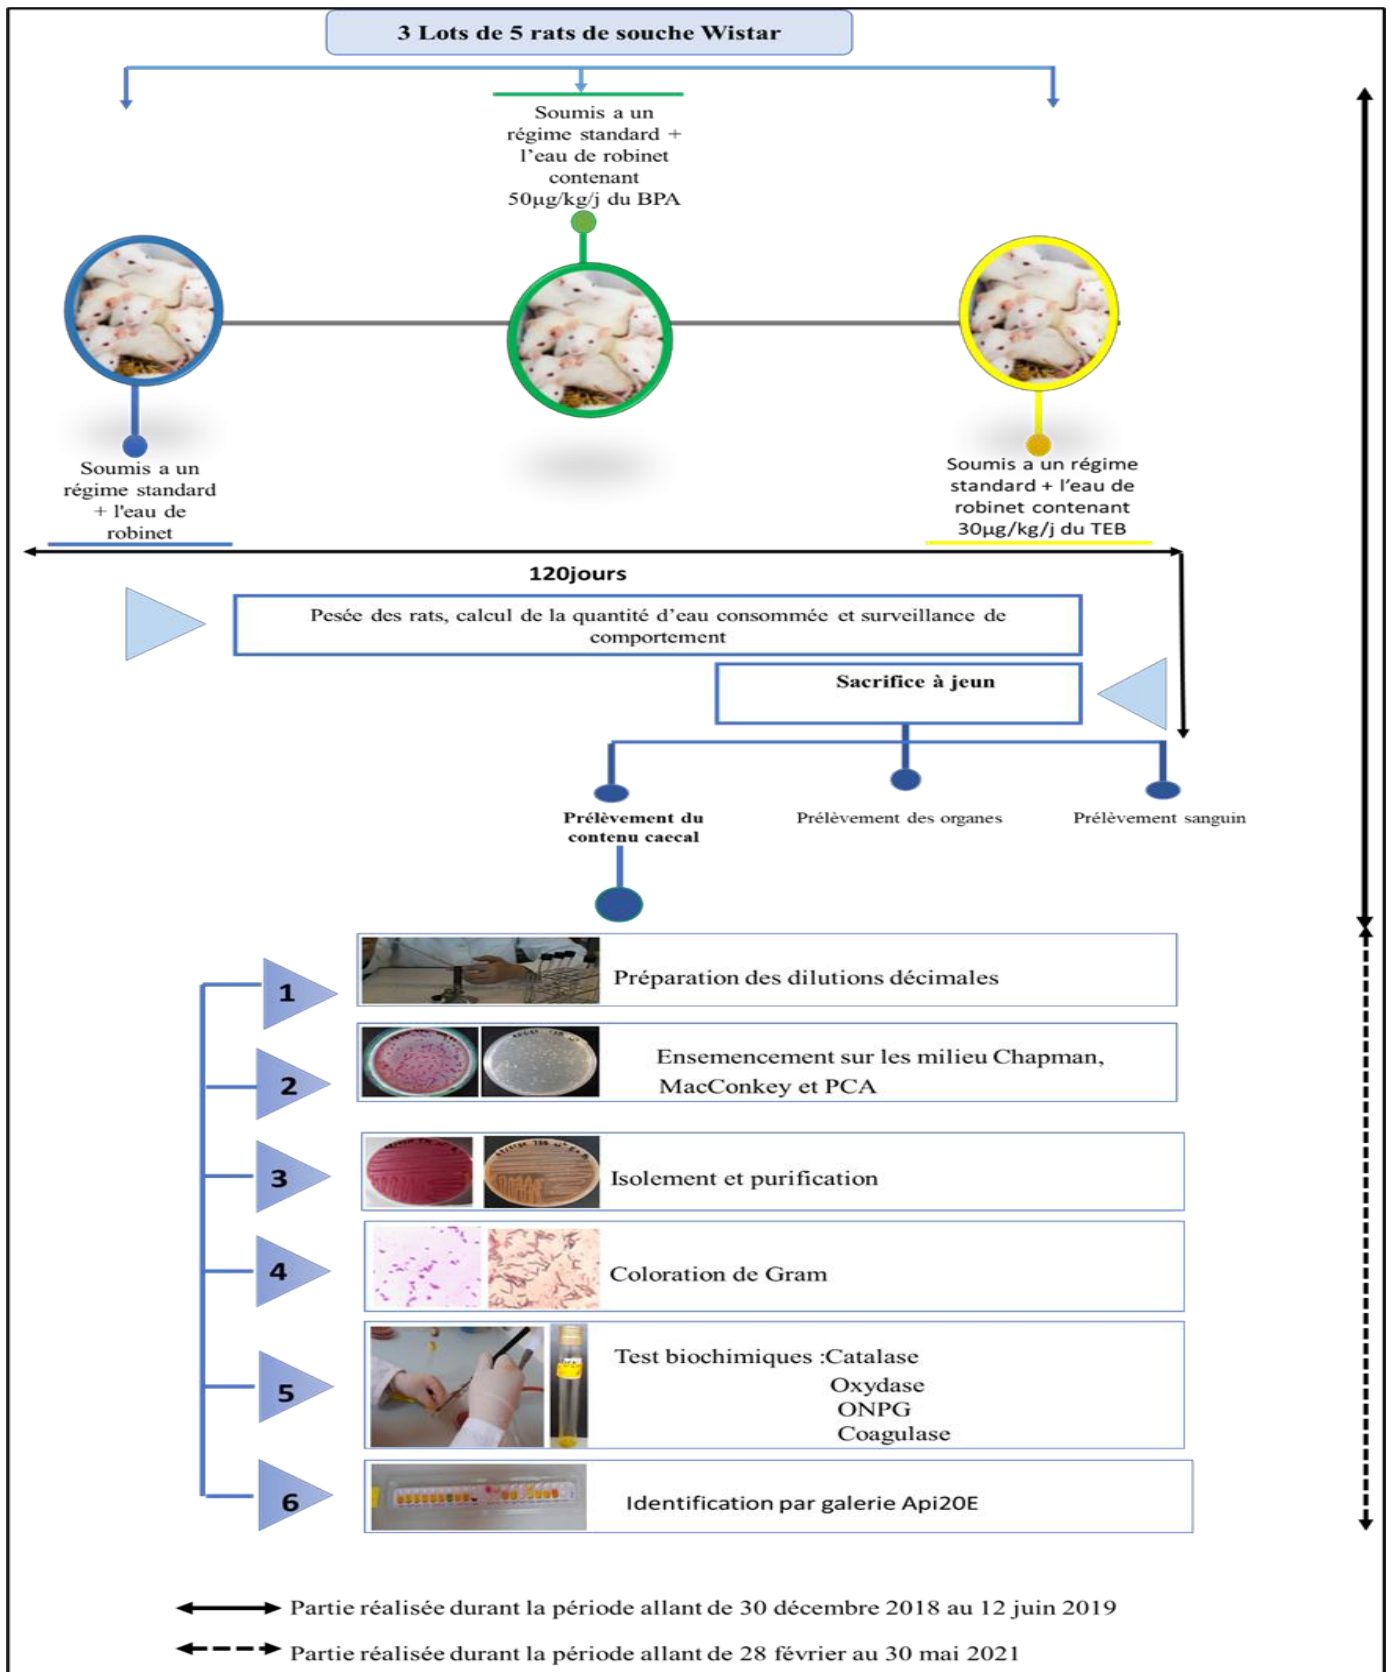 3 Lots de 5 rats de souche Wistar
Soumis a un
régime standard +
l'eau de robinet
contenant
50µg/kg/j du BPA
Soumis a un
régime standard
+ l'eau de
robinet
Soumis a un régime
standard + l'eau de
robinet contenant
30µg/kg/j du TEB
120jours
Pesée des rats, calcul de la quantité d'eau consommée et surveillance de
comportement
Sacrifice à jeun
Prélèvement du
contenu caecal
Prélèvement des organes
Prélèvement sanguin
1
Préparation des dilutions décimales
2
Ensemencement sur les milieu Chapman,
MacConkey et PCA
3
Isolement et purification
4
Coloration de Gram
5
Test biochimiques :Catalase
Oxydase
ONPG
Coagulase
6
Identification par galerie Api20E
Partie réalisée durant la période allant de 30 décembre 2018 au 12 juin 2019
Partie réalisée durant la période allant de 28 février au 30 mai 2021